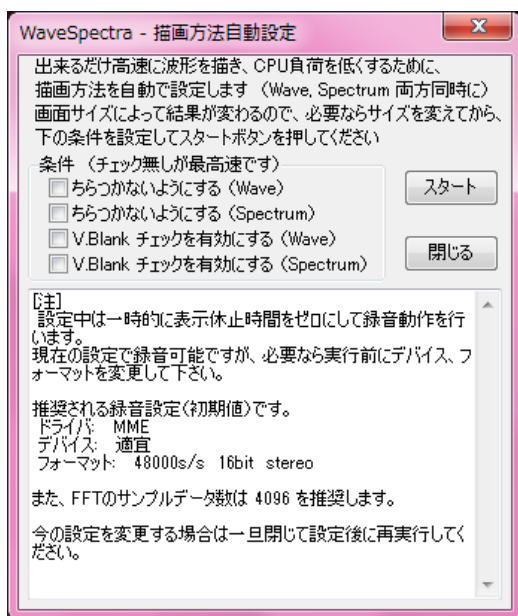 WaveSpectra - 描画方法自動設定
出来るだけ高速に波形を描き、CPU負荷を低くするために、
描画方法を自動で設定します（Wave, Spectrum 両方同時に）
画面サイズによって結果が変わるので、必要ならサイズを変えてから、
下の条件を設定してスタートボタンを押してください
条件 （チェック無しが最高速です）
ちらつかないようにする（Wave）
ちらつかないようにする（Spectrum）
V.Blank チェックを有効にする（Wave）
V.Blank チェックを有効にする（Spectrum）
スタート
閉じる
[注]
設定中は一時的に表示休止時間をゼロにして録音動作を行
います。
現在の設定で録音可能ですが、必要なら実行前にデバイス、フ
ォーマットを変更して下さい。
推奨される録音設定(初期値)です。
ドライバ: MME
デバイス: 適宜
フォーマット: 48000s/s 16bit stereo
また、FFTのサンプルデータ数は 4096 を推奨します。
今の設定を変更する場合は一旦閉じて設定後に再実行してく
ださい。